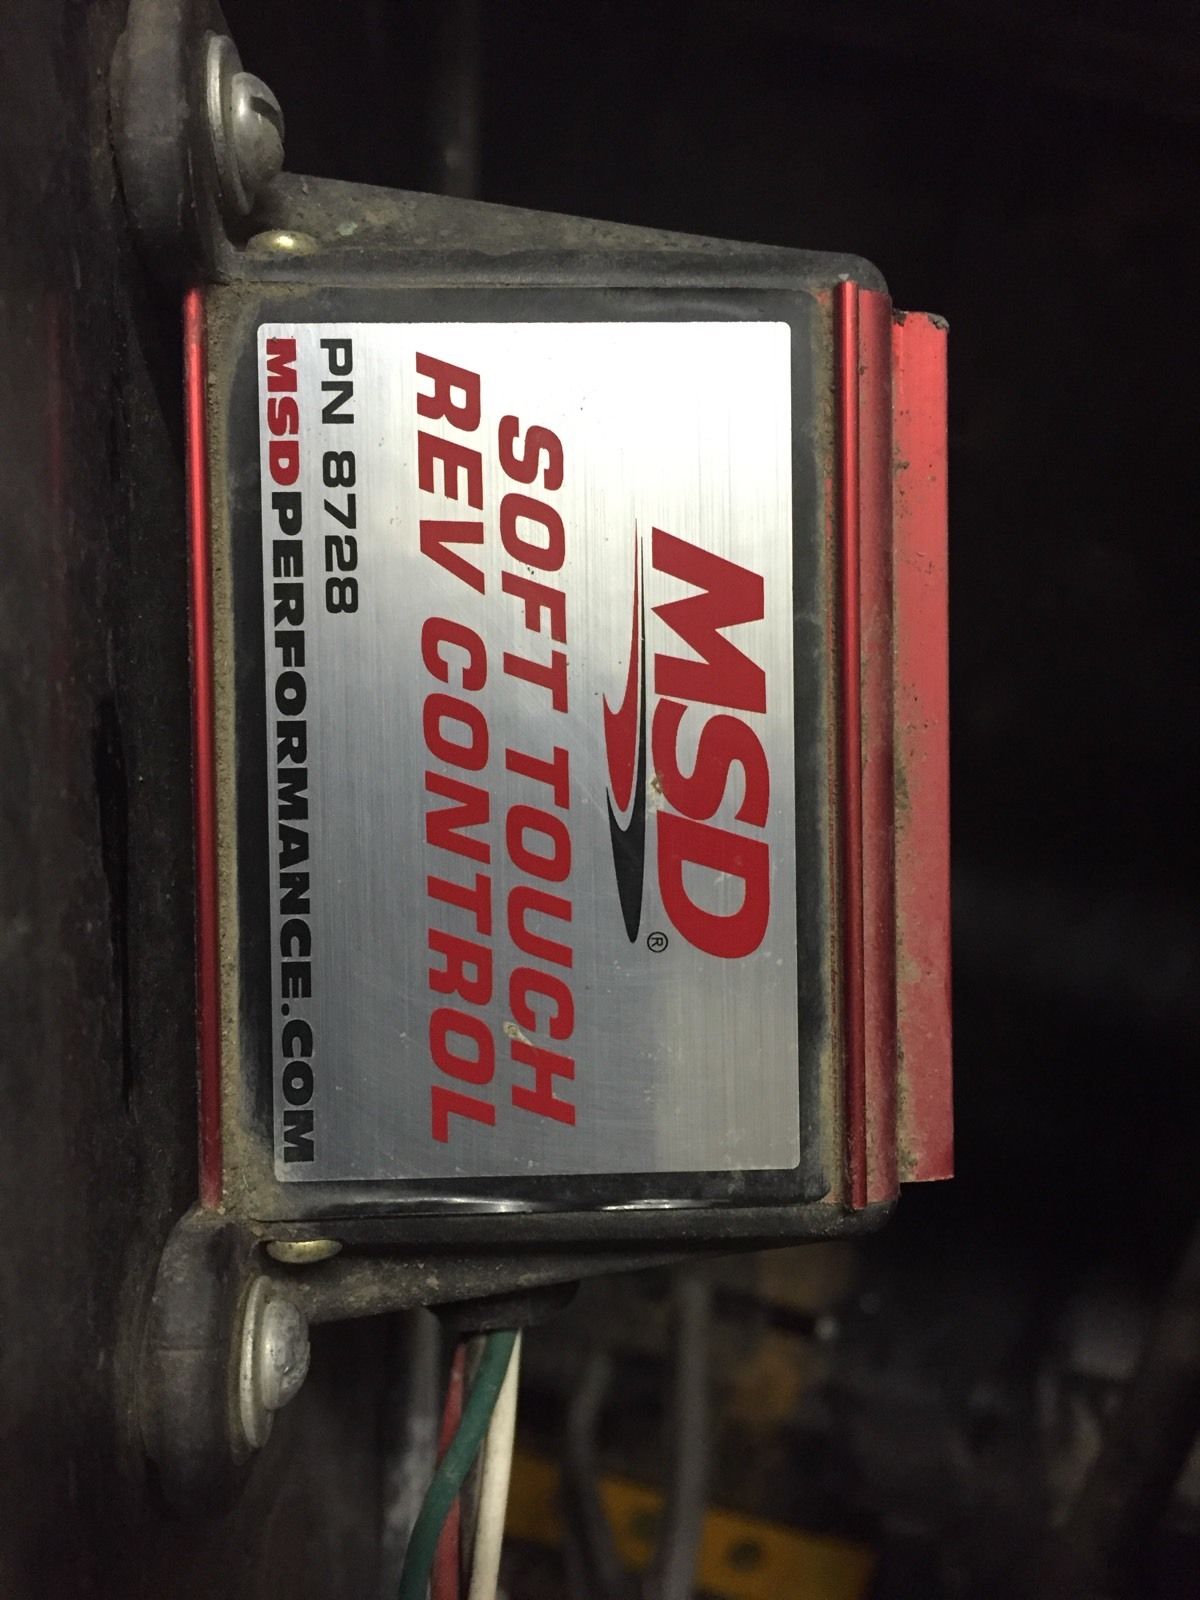 MSD®
SOFT TOUCH
REV CONTROL
PN 8728
MSDPERFORMANCE.COM